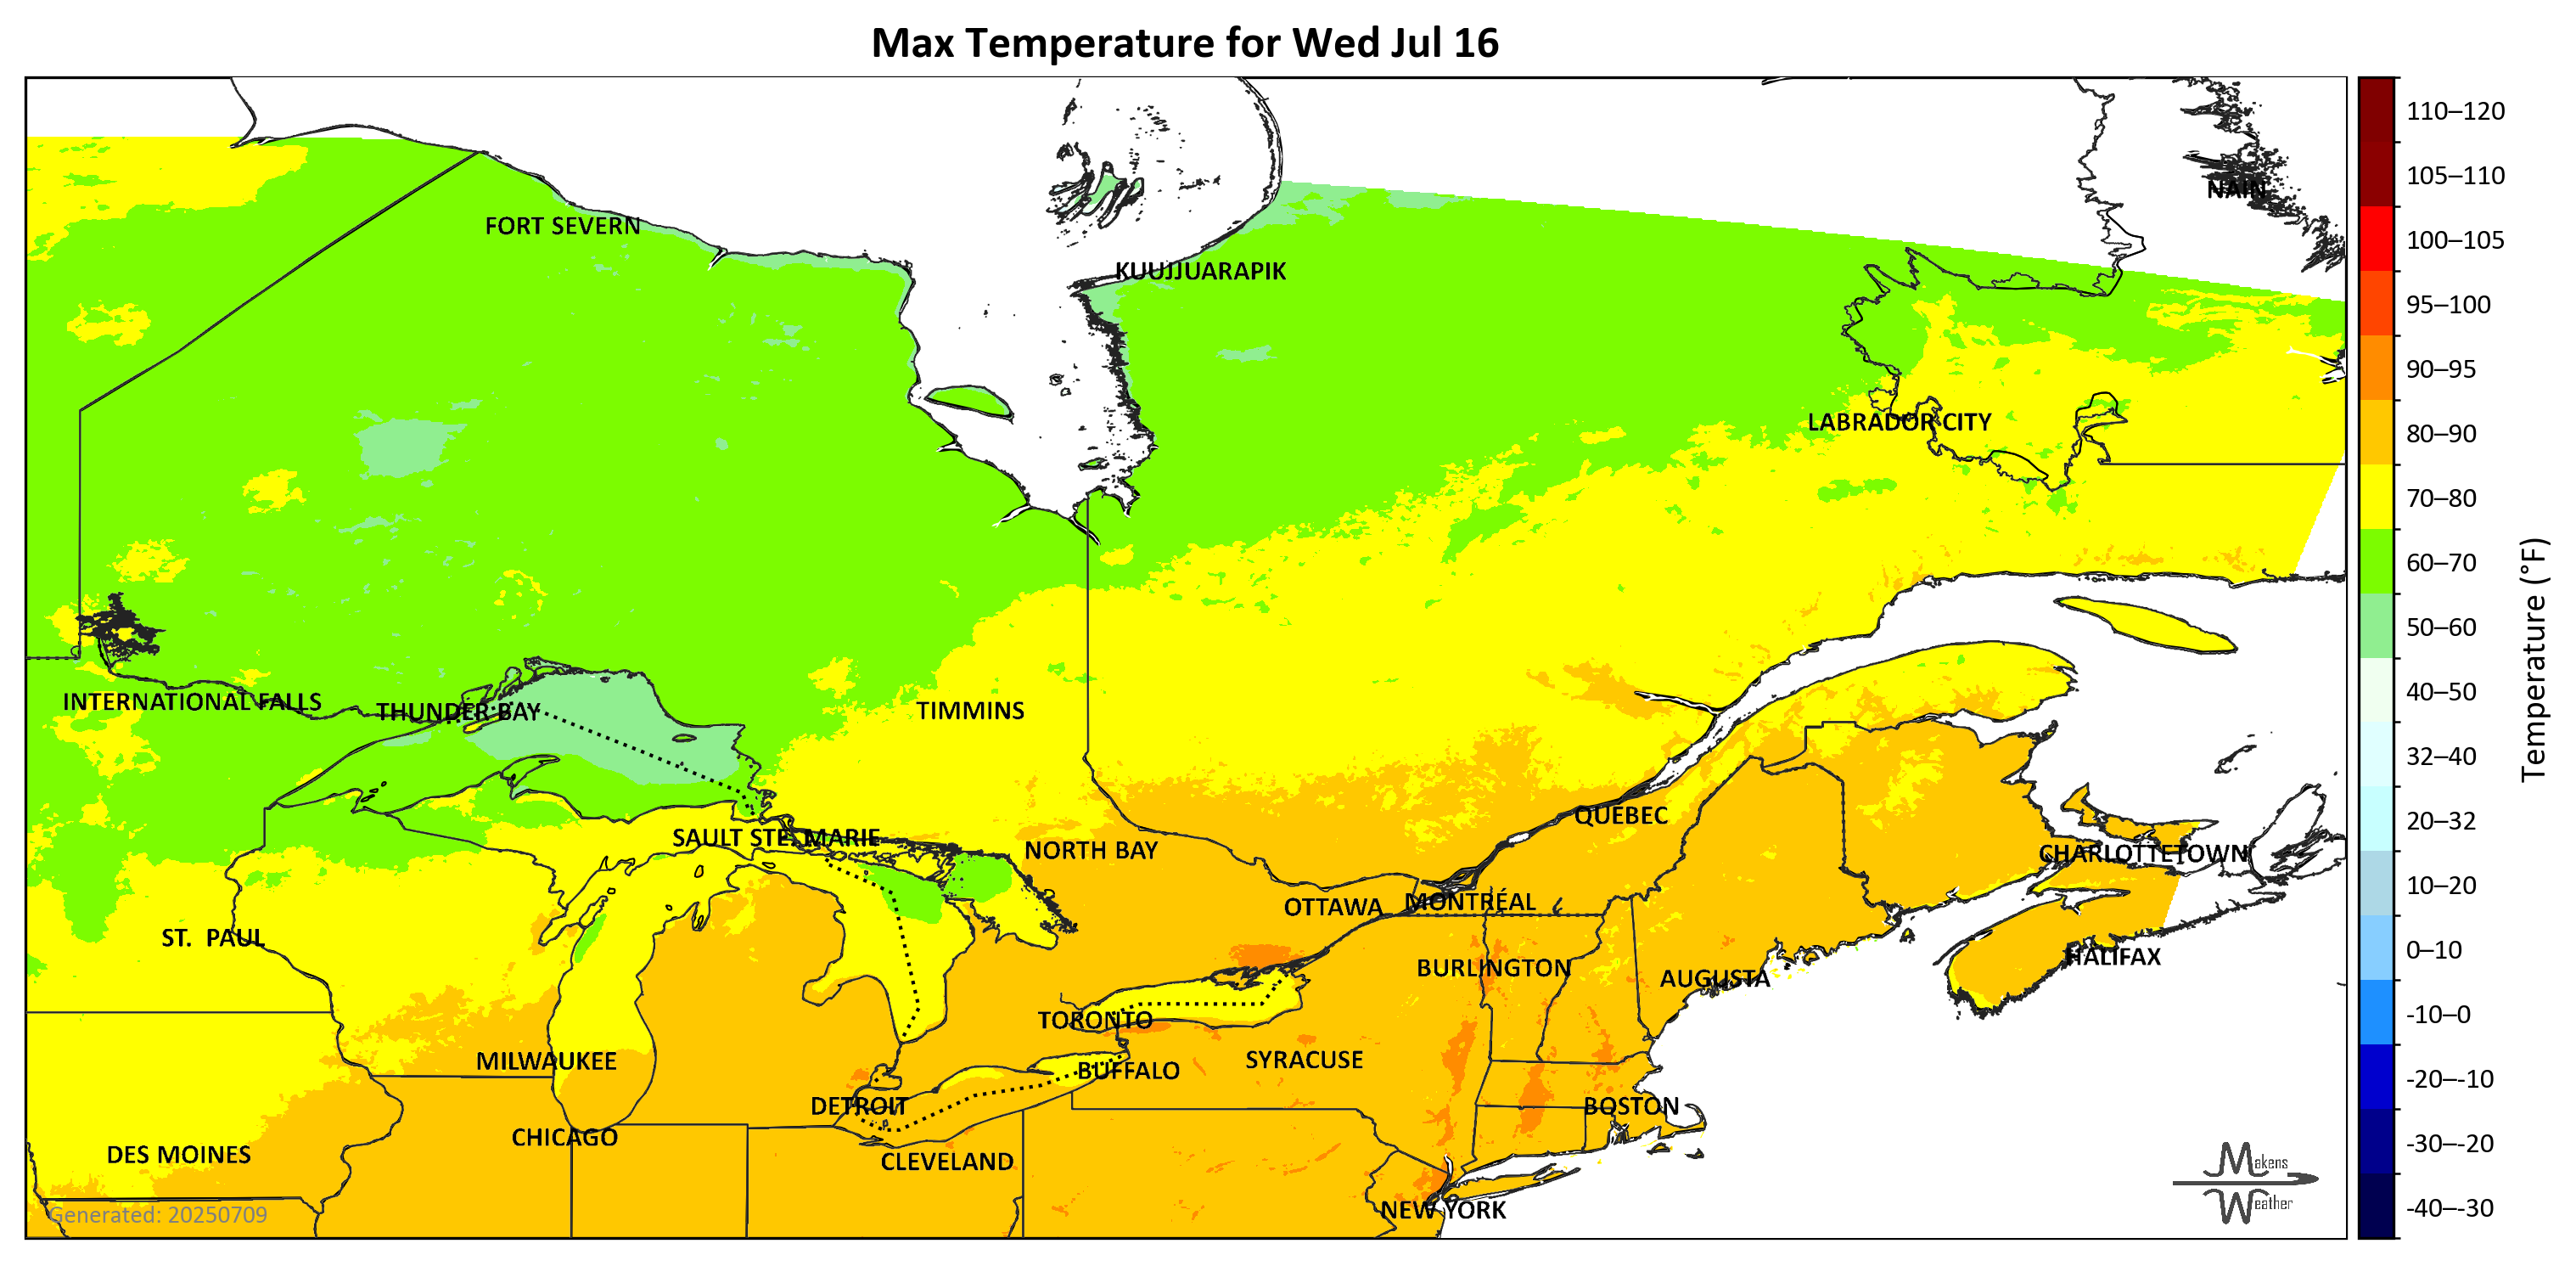 Max Temperature for Wed Jul 16
NAIN
FORT SEVERN
KUUJJUARAPIK
LABRADOR CITY
INTERNATIONAL FALLS
THUNDER BAY
TIMMINS
SAULT STE. MARIE
NORTH BAY
QUÉBEC
CHARLOTTETOWN
OTTAWA
MONTRÉAL
ST. PAUL
HALIFAX
BURLINGTON
AUGUSTA
TORONTO
MILWAUKEE
BUFFALO
SYRACUSE
DETROIT
BOSTON
CHICAGO
DES MOINES
CLEVELAND
NEW YORK
Generated: 20250709
Makens
Weather
110–120
105–110
100–105
95–100
90–95
80–90
70–80
60–70
50–60
40–50
32–40
20–32
10–20
0–10
-10–0
-20–-10
-30–-20
-40–-30
Temperature (°F)